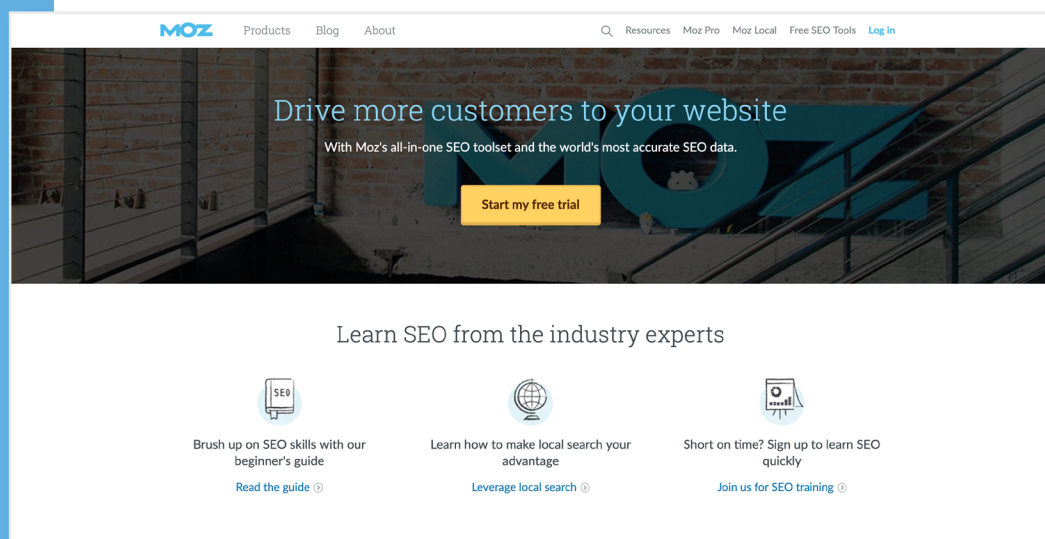 MOZ Products Blog About Resources Moz Pro Moz Local Free SEO Tools Log in
Drive more customers to your website
MOZ
With Moz's all-in-one SEO toolset and the world's most accurate SEO data.
Start my free trial
Learn SEO from the industry experts
SEO
Brush up on SEO skills with our
beginner's guide
Read the guide
Learn how to make local search your
advantage
Leverage local search
Short on time? Sign up to learn SEO
quickly
Join us for SEO training